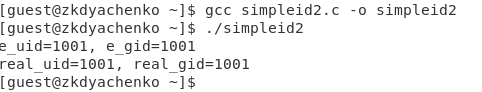 [guest@zkdyachenko ~]$ gcc simpleid2.c -o simpleid2
[guest@zkdyachenko ~]$ ./simpleid2
e_uid=1001, e_gid=1001
real_uid=1001, real_gid=1001
[guest@zkdyachenko ~]$